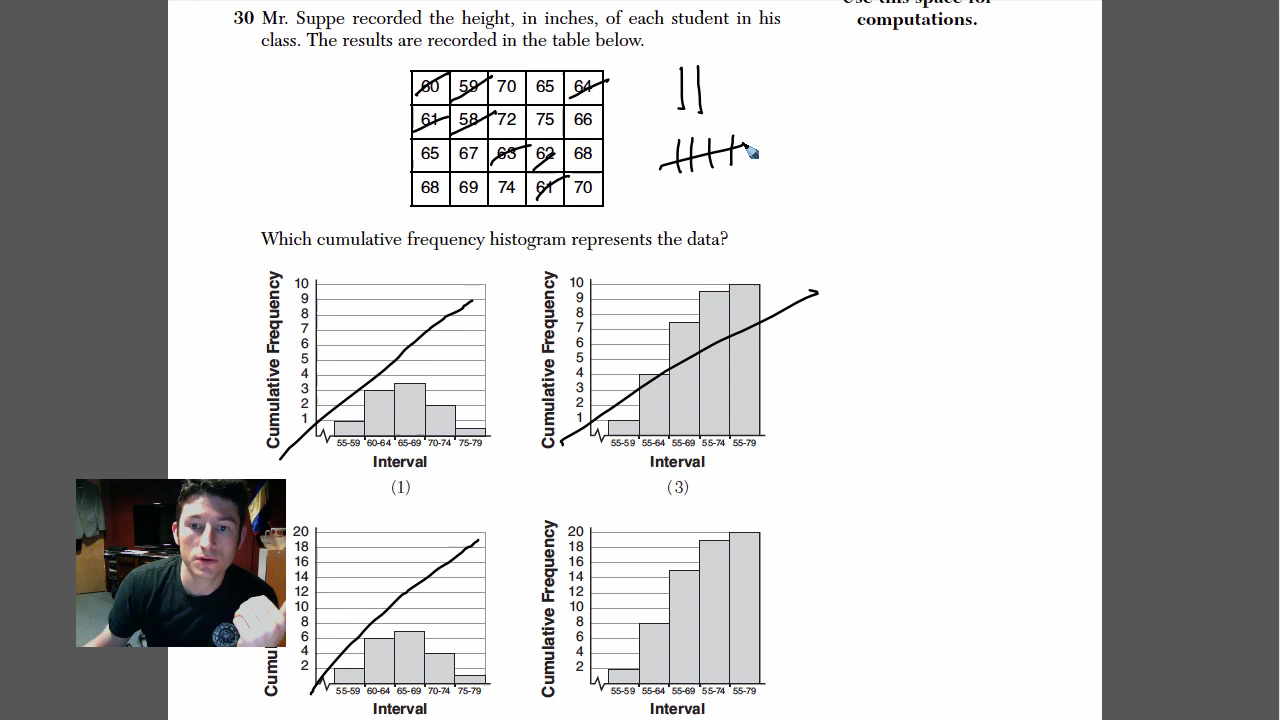 Use this space for
computations.
30 Mr. Suppe recorded the height, in inches, of each student in his
class. The results are recorded in the table below.
60 59 70 65 64
61 58 72 75 66
65 67 63 62 68
68 69 74 61 70
Which cumulative frequency histogram represents the data?
Cumulative Frequency
10
9
8
7
6
5
4
3
2
1
55-59 60-64 65-69 70-74 75-79
Interval
(1)
Cumulative Frequency
10
9
8
7
6
5
4
3
2
1
55-59 55-64 55-69 55-74 55-79
Interval
(3)
Cumu
20
18
16
14
12
10
8
6
4
2
55-59 60-64 65-69 70-74 75-79
Interval
Cumulative Frequency
20
18
16
14
12
10
8
6
4
2
55-59 55-64 55-69 55-74 55-79
Interval